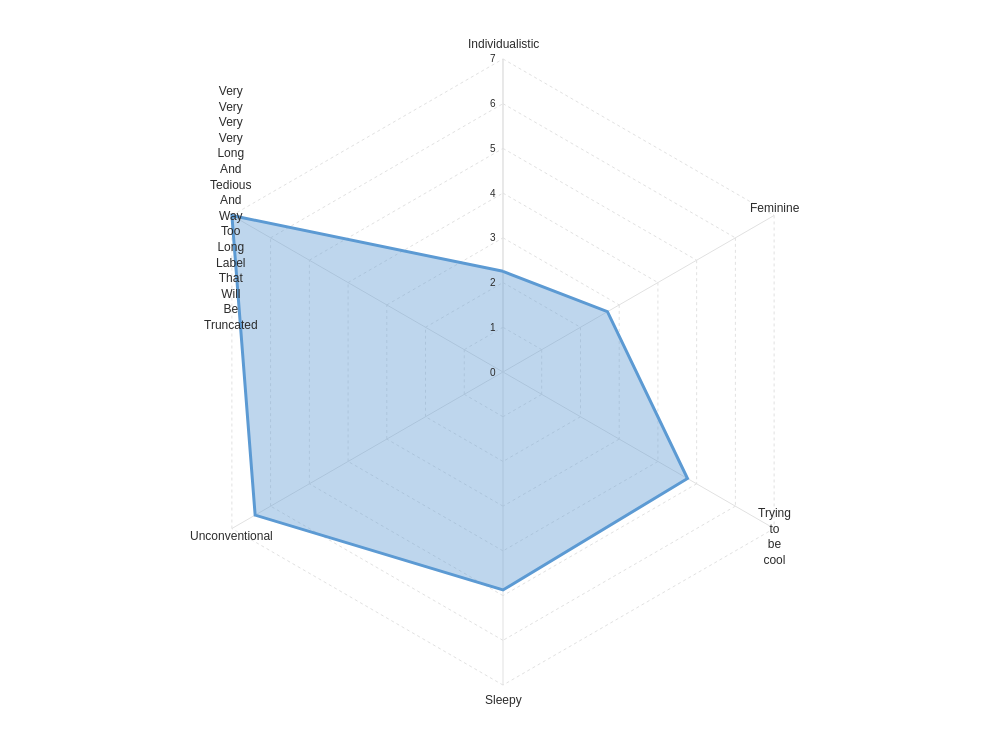 Individualistic
7
6
5
4
3
2
1
0
Feminine
Trying
to
be
cool
Sleepy
Unconventional
Very
Very
Very
Very
Long
And
Tedious
And
Way
Too
Long
Label
That
Will
Be
Truncated